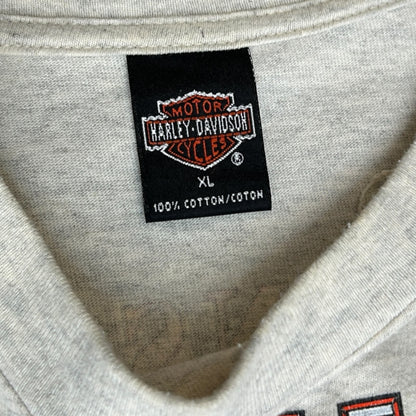 MOTOR
HARLEY-DAVIDSON
CYCLES
®
XL
100% COTTON/COTON